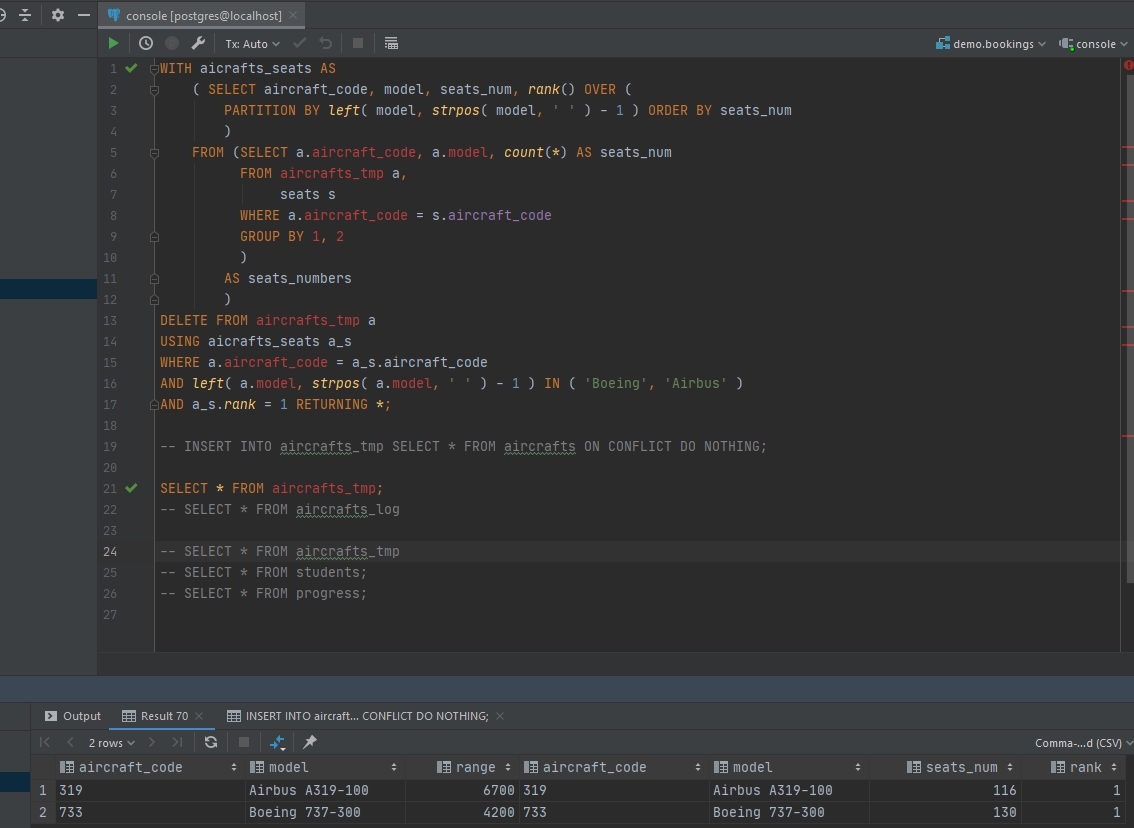 console [postgres@localhost]
Tx: Auto
demo.bookings
console
1 WITH aicrafts_seats AS
2 ( SELECT aircraft_code, model, seats_num, rank() OVER (
3 PARTITION BY left( model, strpos( model, ' ' ) - 1 ) ORDER BY seats_num
4 )
5 FROM (SELECT a.aircraft_code, a.model, count(*) AS seats_num
6 FROM aircrafts_tmp a,
7 seats s
8 WHERE a.aircraft_code = s.aircraft_code
9 GROUP BY 1, 2
10 )
11 AS seats_numbers
12 )
13 DELETE FROM aircrafts_tmp a
14 USING aicrafts_seats a_s
15 WHERE a.aircraft_code = a_s.aircraft_code
16 AND left( a.model, strpos( a.model, ' ' ) - 1 ) IN ( 'Boeing', 'Airbus' )
17 AND a_s.rank = 1 RETURNING *;
18
19 -- INSERT INTO aircrafts_tmp SELECT * FROM aircrafts ON CONFLICT DO NOTHING;
20
21 SELECT * FROM aircrafts_tmp;
22 -- SELECT * FROM aircrafts_log
23
24 -- SELECT * FROM aircrafts_tmp
25 -- SELECT * FROM students;
26 -- SELECT * FROM progress;
27
Output Result 70 INSERT INTO aircraft... CONFLICT DO NOTHING;
2 rows Comma-...d (CSV)
aircraft_code model range aircraft_code model seats_num rank
1 319 Airbus A319-100 6700 319 Airbus A319-100 116 1
2 733 Boeing 737-300 4200 733 Boeing 737-300 130 1